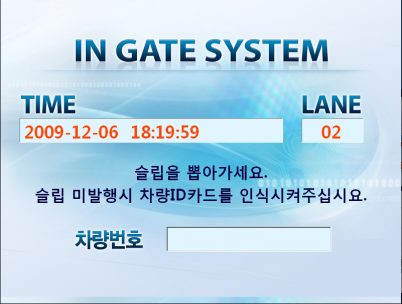 IN GATE SYSTEM
TIME
LANE
2009-12-06 18:19:59
02
슬립을 뽑아가세요.
슬립 미발행시 차량ID카드를 인식시켜주십시요.
차량번호